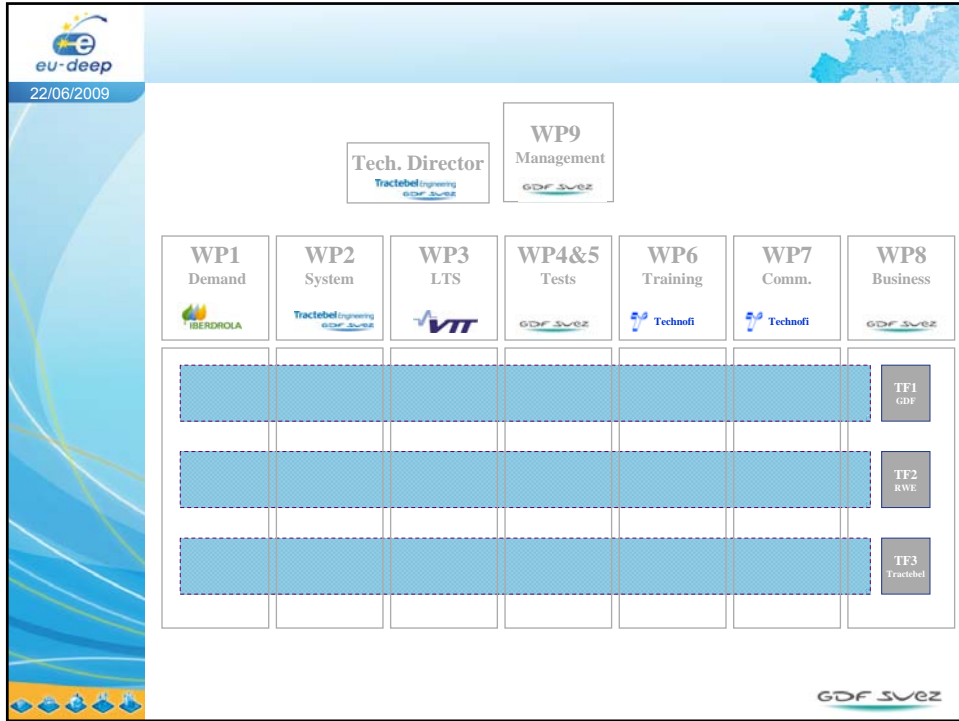 eu-deep
22/06/2009
WP9
Management
GDF SUEZ
Tech. Director
Tractebel Engineering
GDF SUEZ
WP1
Demand
IBERDROLA
WP2
System
Tractebel Engineering
GDF SUEZ
WP3
LTS
VTT
WP4&5
Tests
GDF SUEZ
WP6
Training
Technofi
WP7
Comm.
Technofi
WP8
Business
GDF SUEZ
TF1
GDF
TF2
RWE
TF3
Tractebel
GDF SUEZ